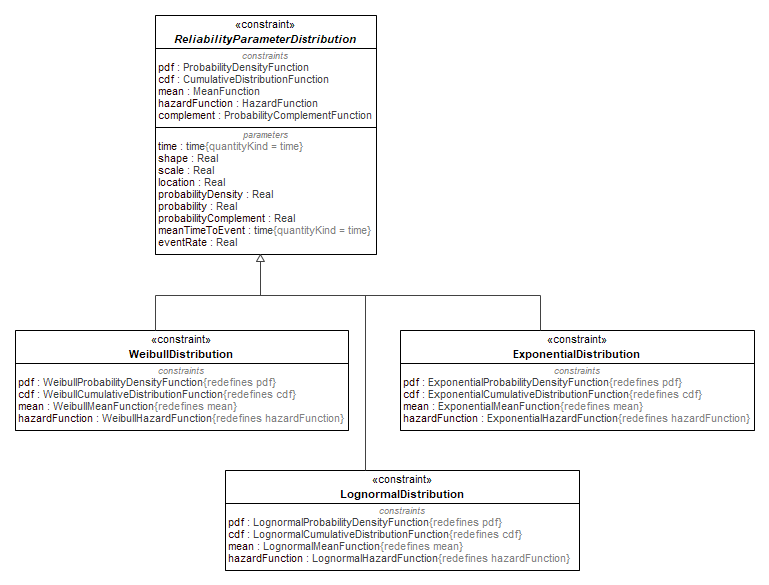 «constraint»
ReliabilityParameterDistribution
constraints
pdf : ProbabilityDensityFunction
cdf : CumulativeDistributionFunction
mean : MeanFunction
hazardFunction : HazardFunction
complement : ProbabilityComplementFunction
parameters
time : time{quantityKind = time}
shape : Real
scale : Real
location : Real
probabilityDensity : Real
probability : Real
probabilityComplement : Real
meanTimeToEvent : time{quantityKind = time}
eventRate : Real
«constraint»
WeibullDistribution
constraints
pdf : WeibullProbabilityDensityFunction{redefines pdf}
cdf : WeibullCumulativeDistributionFunction{redefines cdf}
mean : WeibullMeanFunction{redefines mean}
hazardFunction : WeibullHazardFunction{redefines hazardFunction}
«constraint»
ExponentialDistribution
constraints
pdf : ExponentialProbabilityDensityFunction{redefines pdf}
cdf : ExponentialCumulativeDistributionFunction{redefines cdf}
mean : ExponentialMeanFunction{redefines mean}
hazardFunction : ExponentialHazardFunction{redefines hazardFunction}
«constraint»
LognormalDistribution
constraints
pdf : LognormalProbabilityDensityFunction{redefines pdf}
cdf : LognormalCumulativeDistributionFunction{redefines cdf}
mean : LognormalMeanFunction{redefines mean}
hazardFunction : LognormalHazardFunction{redefines hazardFunction}